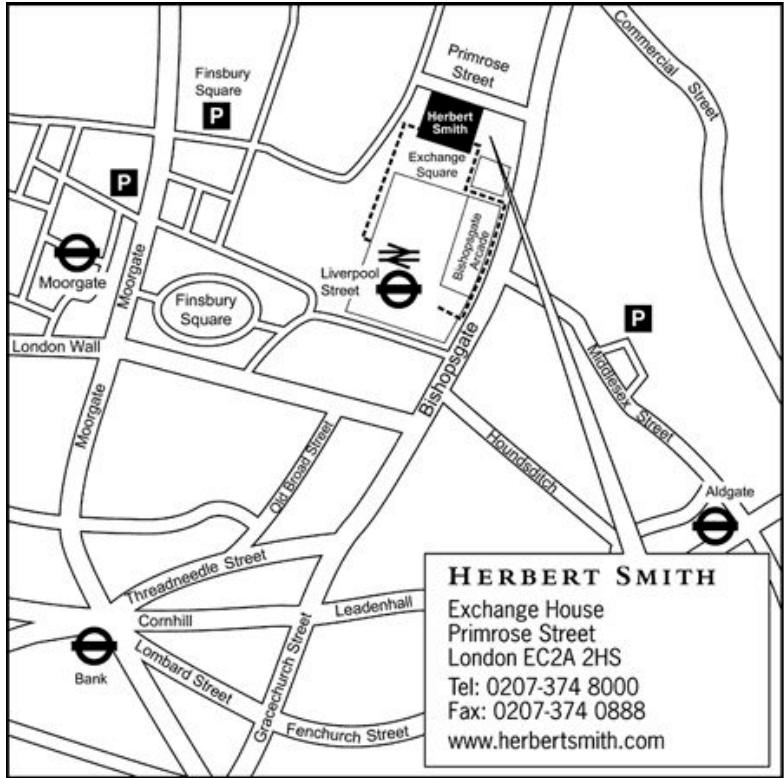 Primrose
Street
Commercial Street
Finsbury
Square
P
Herbert
Smith
Exchange
Square
P
Bishopsgate
Arcade
Moorgate
Moorgate
Liverpool
Street
Finsbury
Square
P
London Wall
Bishopsgate
Middlesex Street
Moorgate
Old Broad Street
Houndsditch
Aldgate
Threadneedle Street
Cornhill
Leadenhall
Bank
Lombard Street
Gracechurch Street
Fenchurch Street
HERBERT SMITH
Exchange House
Primrose Street
London EC2A 2HS
Tel: 0207-374 8000
Fax: 0207-374 0888
www.herbertsmith.com